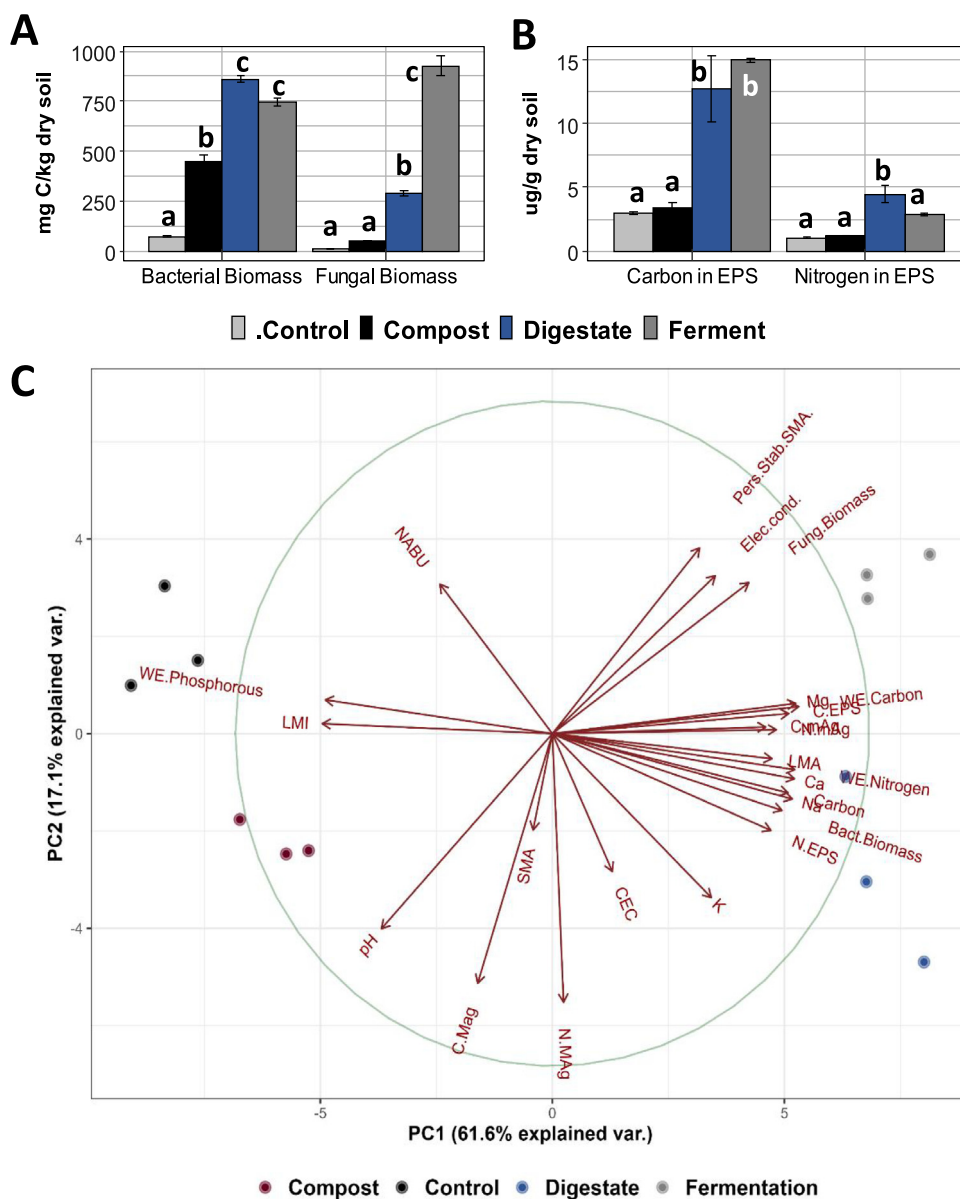 A
mg C/kg dry soil
1000
750
500
250
0
a
b
c
c
a
a
b
c
Bacterial Biomass
Fungal Biomass
B
ug/g dry soil
15
10
5
0
a
a
b
b
a
a
b
a
Carbon in EPS
Nitrogen in EPS
.Control
Compost
Digestate
Ferment
C
PC2 (17.1% explained var.)
4
0
-4
Pers.Stab.SMA.
Elec.cond.
Fung.Biomass
NABU
WE.Phosphorous
LMI
Mg
WE.Carbon
C.EPS
C.mAg
N.mAg
LMA
WE.Nitrogen
Ca
Carbon
Na
Bact.Biomass
N.EPS
SMA
CEC
K
pH
C.Mag
N.MAg
-5
0
5
PC1 (61.6% explained var.)
Compost
Control
Digestate
Fermentation